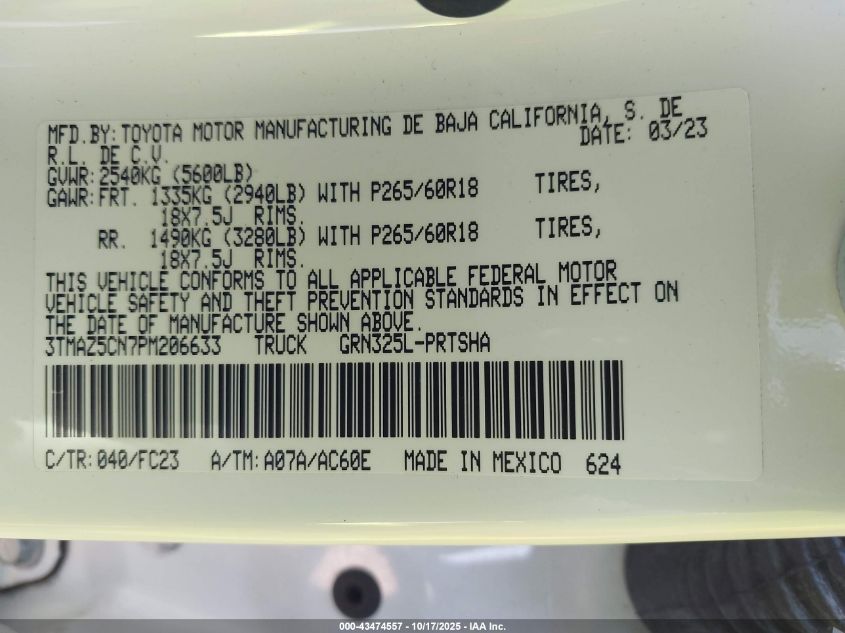 MFD.BY:TOYOTA MOTOR MANUFACTURING DE BAJA CALIFORNIA, S. DE
R.L. DE C.V. DATE: 03/23
GVWR:2540KG (5600LB)
GAWR:FRT. 1335KG (2940LB) WITH P265/60R18 TIRES,
18X7.5J RIMS.
RR. 1490KG (3280LB) WITH P265/60R18 TIRES,
18X7.5J RIMS.
THIS VEHICLE CONFORMS TO ALL APPLICABLE FEDERAL MOTOR
VEHICLE SAFETY AND THEFT PREVENTION STANDARDS IN EFFECT ON
THE DATE OF MANUFACTURE SHOWN ABOVE.
3TMAZ5CN7PM206633 TRUCK GRN325L-PRTSHA
C/TR:040/FC23 A/TM:A07A/AC60E MADE IN MEXICO 624
000-43474557 - 10/17/2025 - IAA Inc.